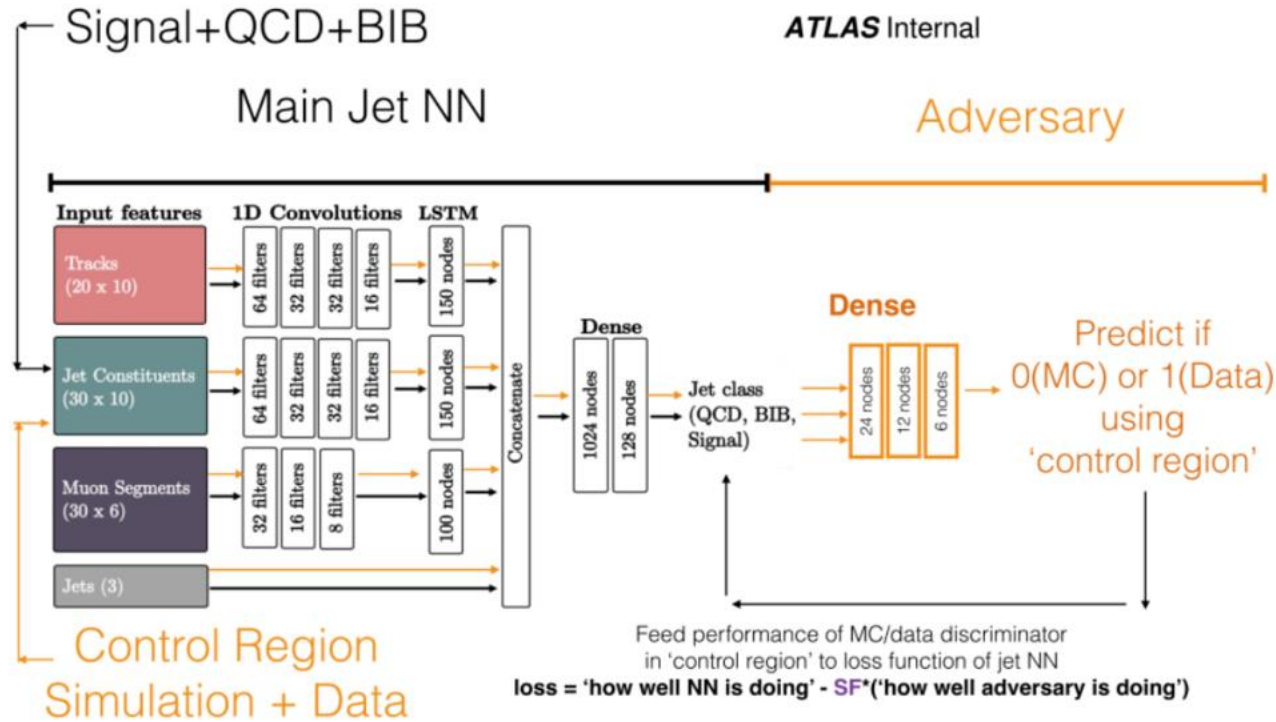 Signal+QCD+BIB
ATLAS Internal
Main Jet NN
Adversary
Input features
1D Convolutions
LSTM
Tracks
(20 x 10)
64 filters
32 filters
32 filters
16 filters
150 nodes
Jet Constituents
(30 x 10)
64 filters
32 filters
32 filters
16 filters
150 nodes
Muon Segments
(30 x 6)
32 filters
16 filters
8 filters
100 nodes
Jets (3)
Concatenate
Dense
1024 nodes
128 nodes
Jet class
(QCD, BIB,
Signal)
Dense
24 nodes
12 nodes
6 nodes
Predict if
0(MC) or 1(Data)
using
‘control region’
Control Region
Simulation + Data
Feed performance of MC/data discriminator
in ‘control region’ to loss function of jet NN
loss = ‘how well NN is doing’ - SF*(‘how well adversary is doing’)